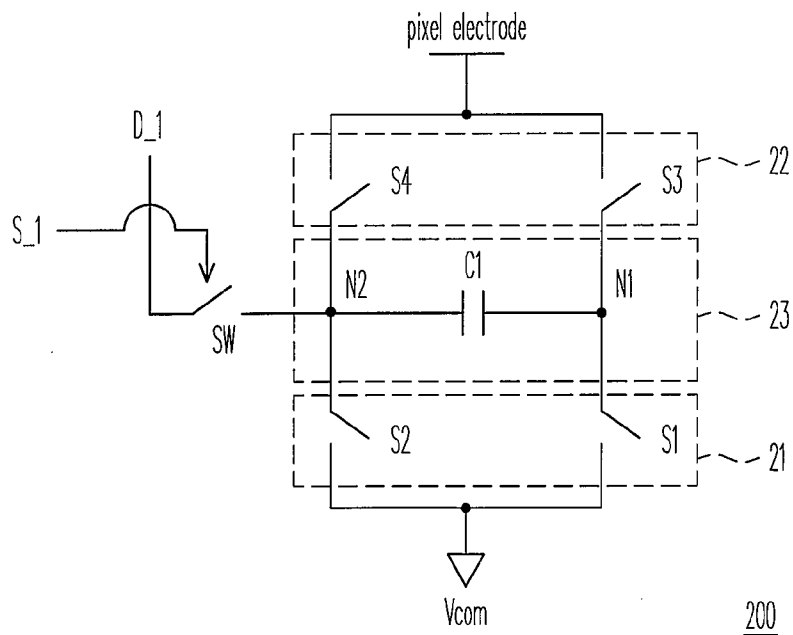 pixel electrode
D_1
22
S4
S3
S_1
C1
N2
N1
23
SW
S2
S1
21
Vcom
200